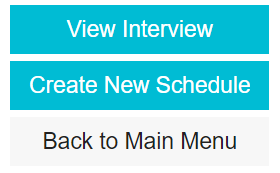 View Interview
Create New Schedule
Back to Main Menu